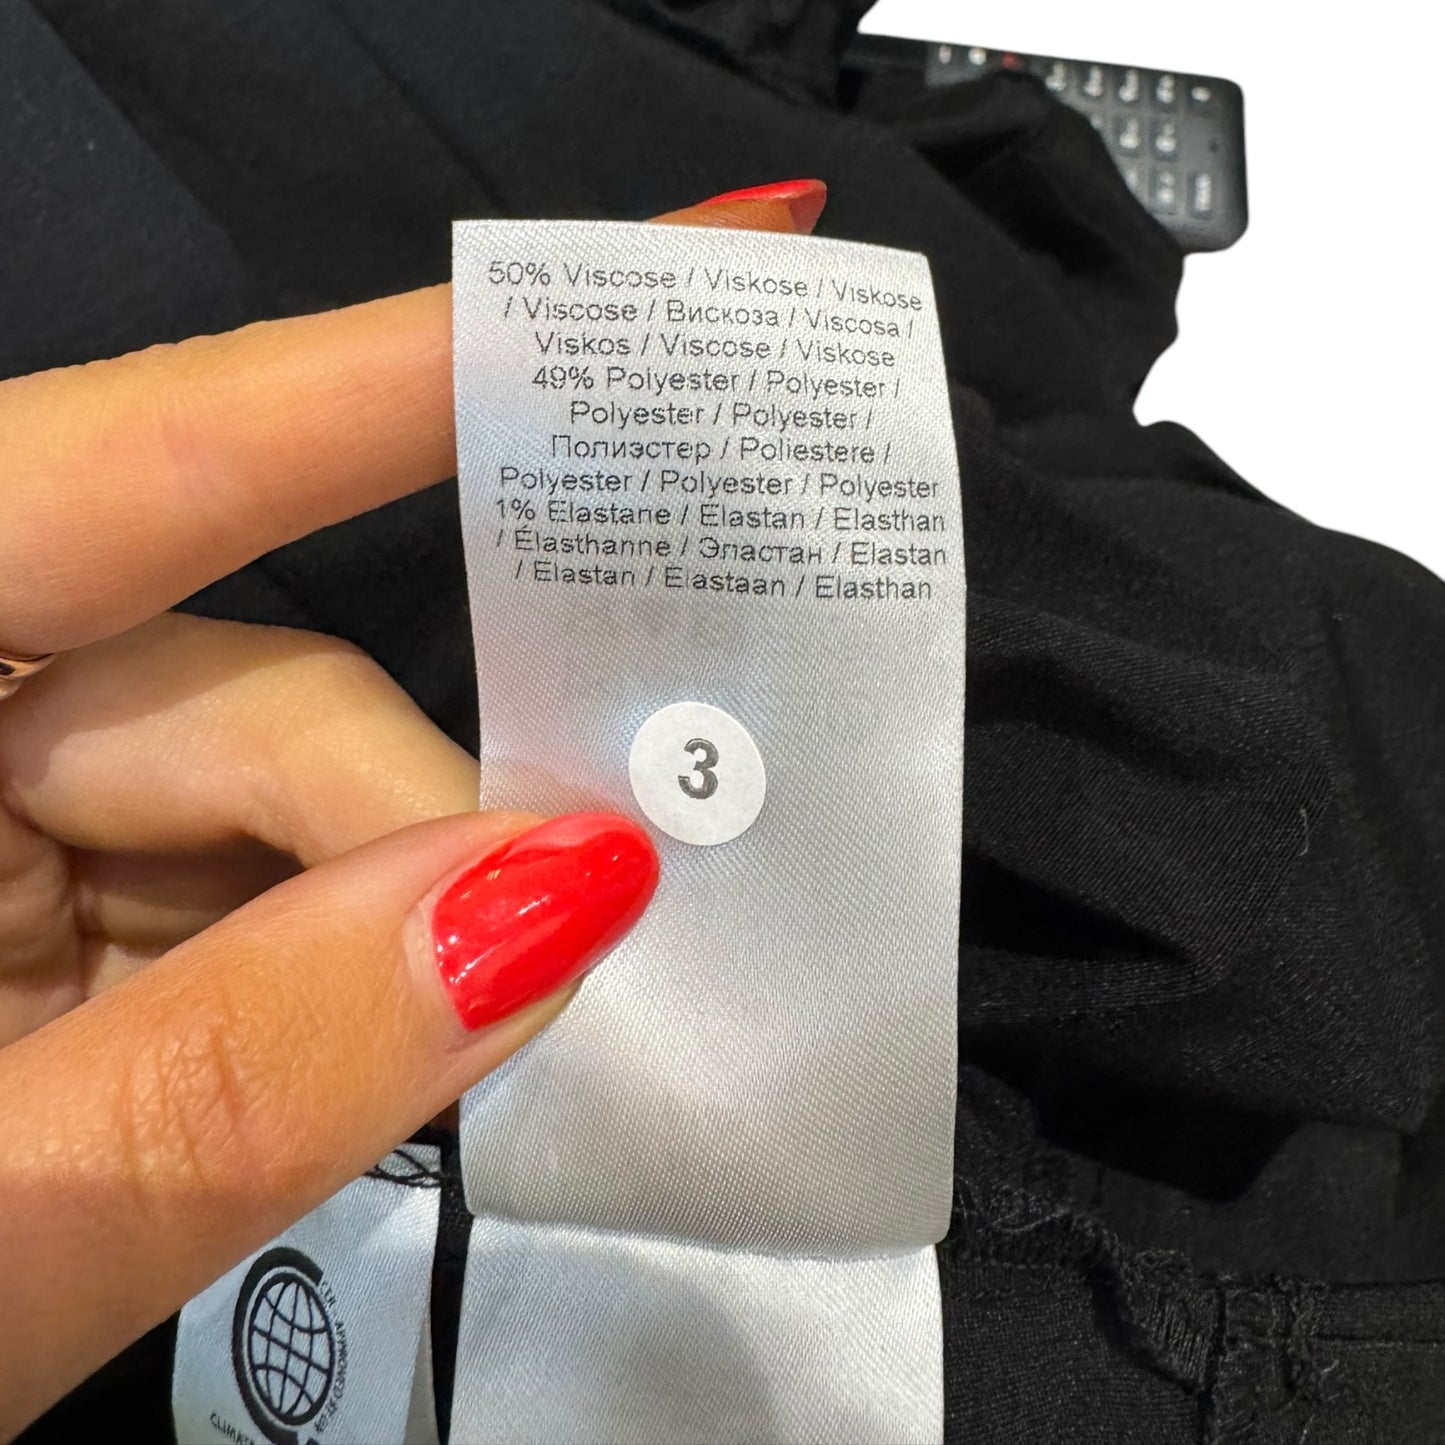 50% Viscose / Viskose / Viskose
/ Viscose / Вискоза / Viscosa /
Viskos / Viscose / Viskose
49% Polyester / Polyester /
Polyester / Polyester /
Полиэстер / Poliestere /
Polyester / Polyester / Polyester
1% Elastane / Elastan / Elasthan
/ Élasthanne / Эластан / Elastan
/ Elastan / Elastaan / Elasthan
3